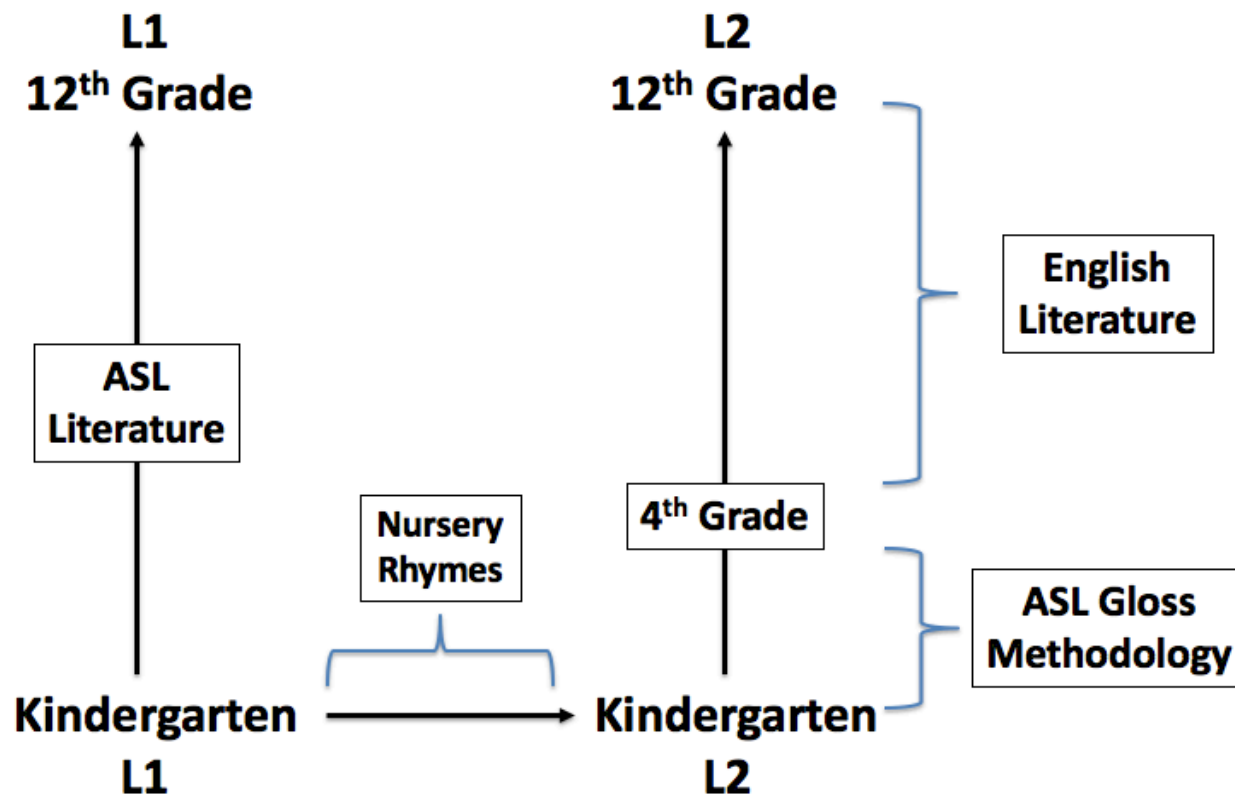 L1
12th Grade
L2
12th Grade
English
Literature
ASL
Literature
4th Grade
Nursery
Rhymes
ASL Gloss
Methodology
Kindergarten
L1
Kindergarten
L2